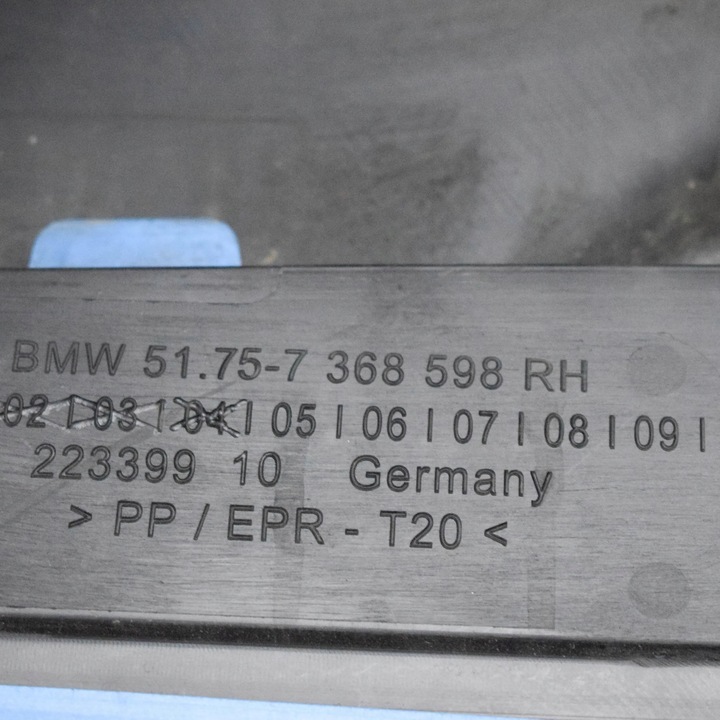 BMW 51.75-7 368 598 RH
02 | 03 | 04 | 05 | 06 | 07 | 08 | 09 |
223399 10 Germany
> PP / EPR - T20 <